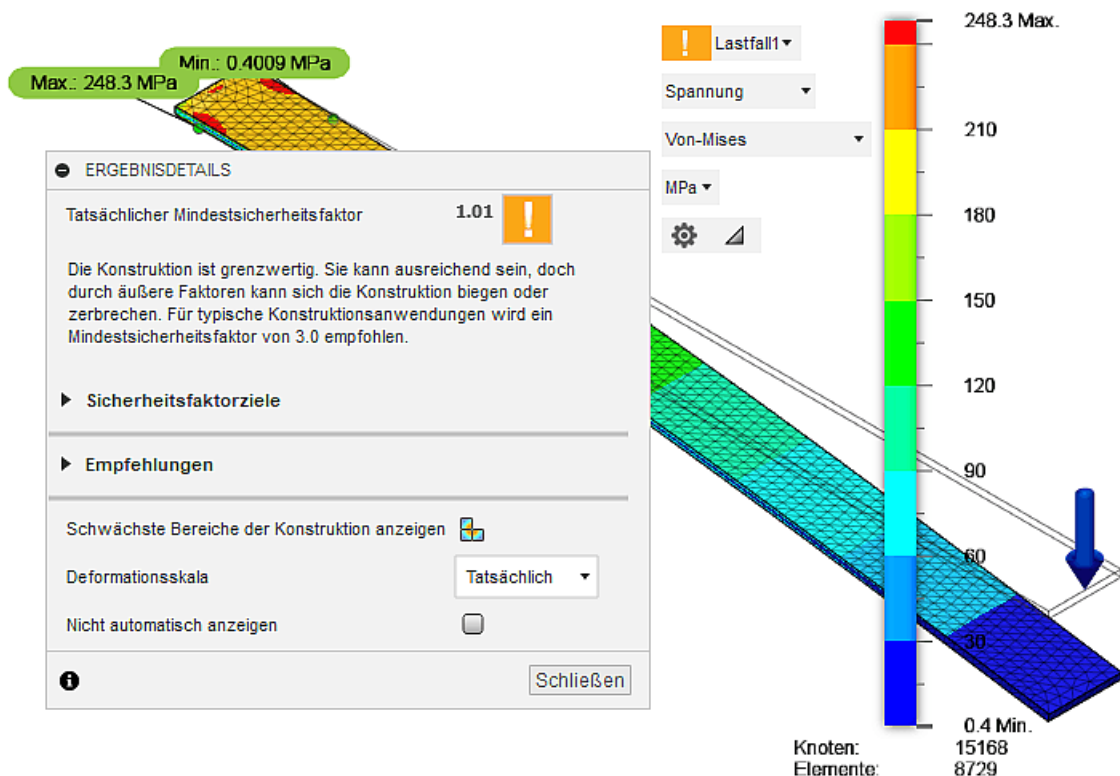 Min.: 0.4009 MPa
Max.: 248.3 MPa
ERGEBNISDETAILS
Tatsächlicher Mindestsicherheitsfaktor 1.01
Die Konstruktion ist grenzwertig. Sie kann ausreichend sein, doch
durch äußere Faktoren kann sich die Konstruktion biegen oder
zerbrechen. Für typische Konstruktionsanwendungen wird ein
Mindestsicherheitsfaktor von 3.0 empfohlen.
Sicherheitsfaktorziele
Empfehlungen
Schwächste Bereiche der Konstruktion anzeigen
Deformationsskala Tatsächlich
Nicht automatisch anzeigen
Schließen
Lastfall1
Spannung
Von-Mises
MPa
248.3 Max.
210
180
150
120
90
60
30
0.4 Min.
Knoten: 15168
Elemente: 8729